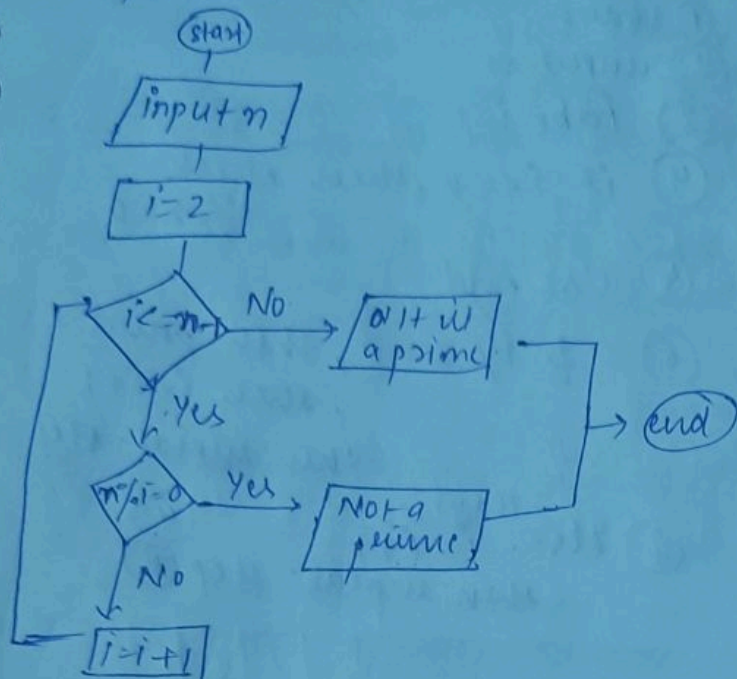 start
input n
i=2
i<=n-1
No
a prime
Yes
n%i=0
Yes
Not a
prime
end
No
i=i+1